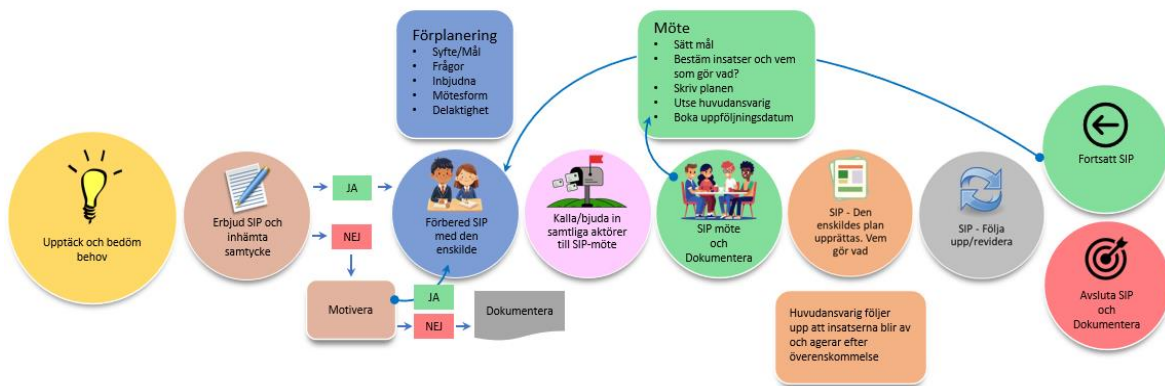 Förplanering
• Syfte/Mål
• Frågor
• Inbjudna
• Mötesform
• Delaktighet
Möte
• Sätt mål
• Bestäm insatser och vem
som gör vad?
• Skriv planen
• Utse huvudansvarig
• Boka uppföljningsdatum
Upptäck och bedöm
behov
Erbjud SIP och
inhämta
samtycke
JA
NEJ
Motivera
JA
NEJ
Dokumentera
Förbered SIP
med den
enskilde
Kalla/bjuda in
samtliga aktörer
till SIP-möte
SIP möte
och
Dokumentera
SIP - Den
enskildes plan
upprättas. Vem
gör vad
Huvudansvarig följer
upp att insatserna blir av
och agerar efter
överenskommelse
SIP - Följa
upp/revidera
Fortsatt SIP
Avsluta SIP
och
Dokumentera